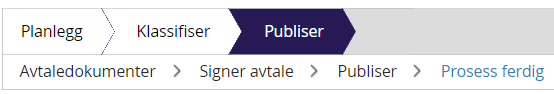 Planlegg Klassifiser Publiser
Avtaledokumenter > Signer avtale > Publiser > Prosess ferdig